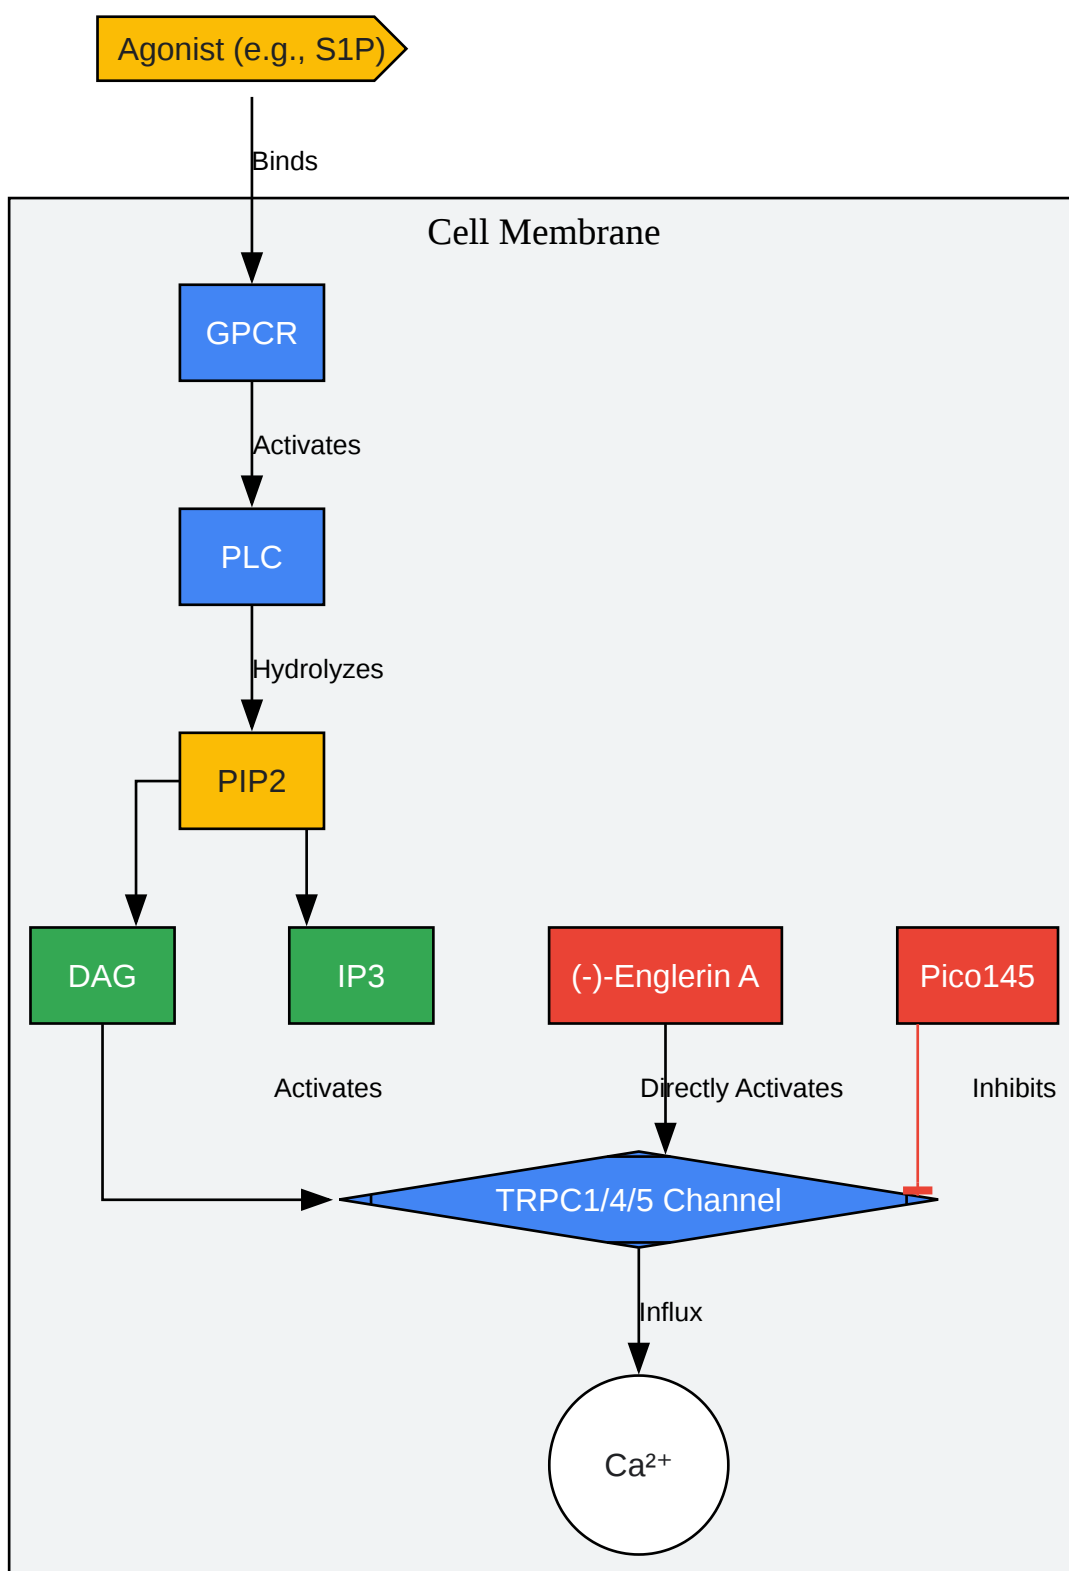 Agonist (e.g., S1P)
Binds
Cell Membrane
GPCR
Activates
PLC
Hydrolyzes
PIP2
DAG
IP3
(-)-Englerin A
Pico145
Activates
Directly Activates
Inhibits
TRPC1/4/5 Channel
Influx
Ca²⁺